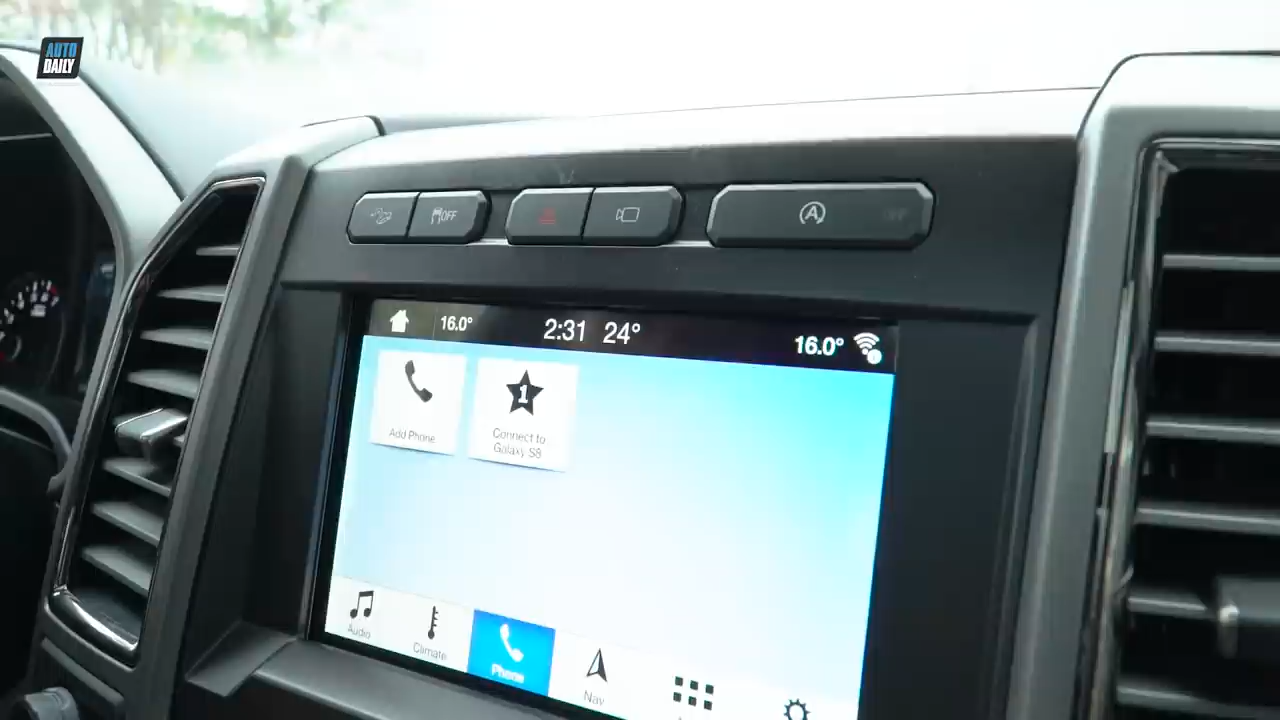 AUTO
DAILY
OFF
A
16.0°
2:31
24°
16.0°
Add Phone
1
Connect to
Galaxy S8
Audio
Climate
Phone
Nav